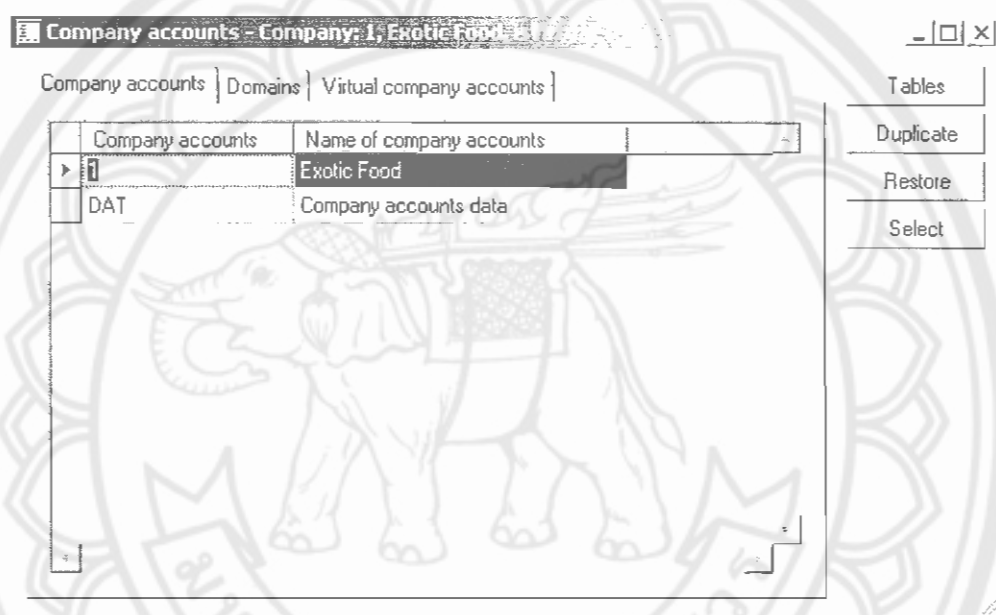 Company accounts - Company: 1, Exotic Food
Company accounts Domains Virtual company accounts
Tables
Duplicate
Restore
Select
Company accounts Name of company accounts
1 Exotic Food
DAT Company accounts data